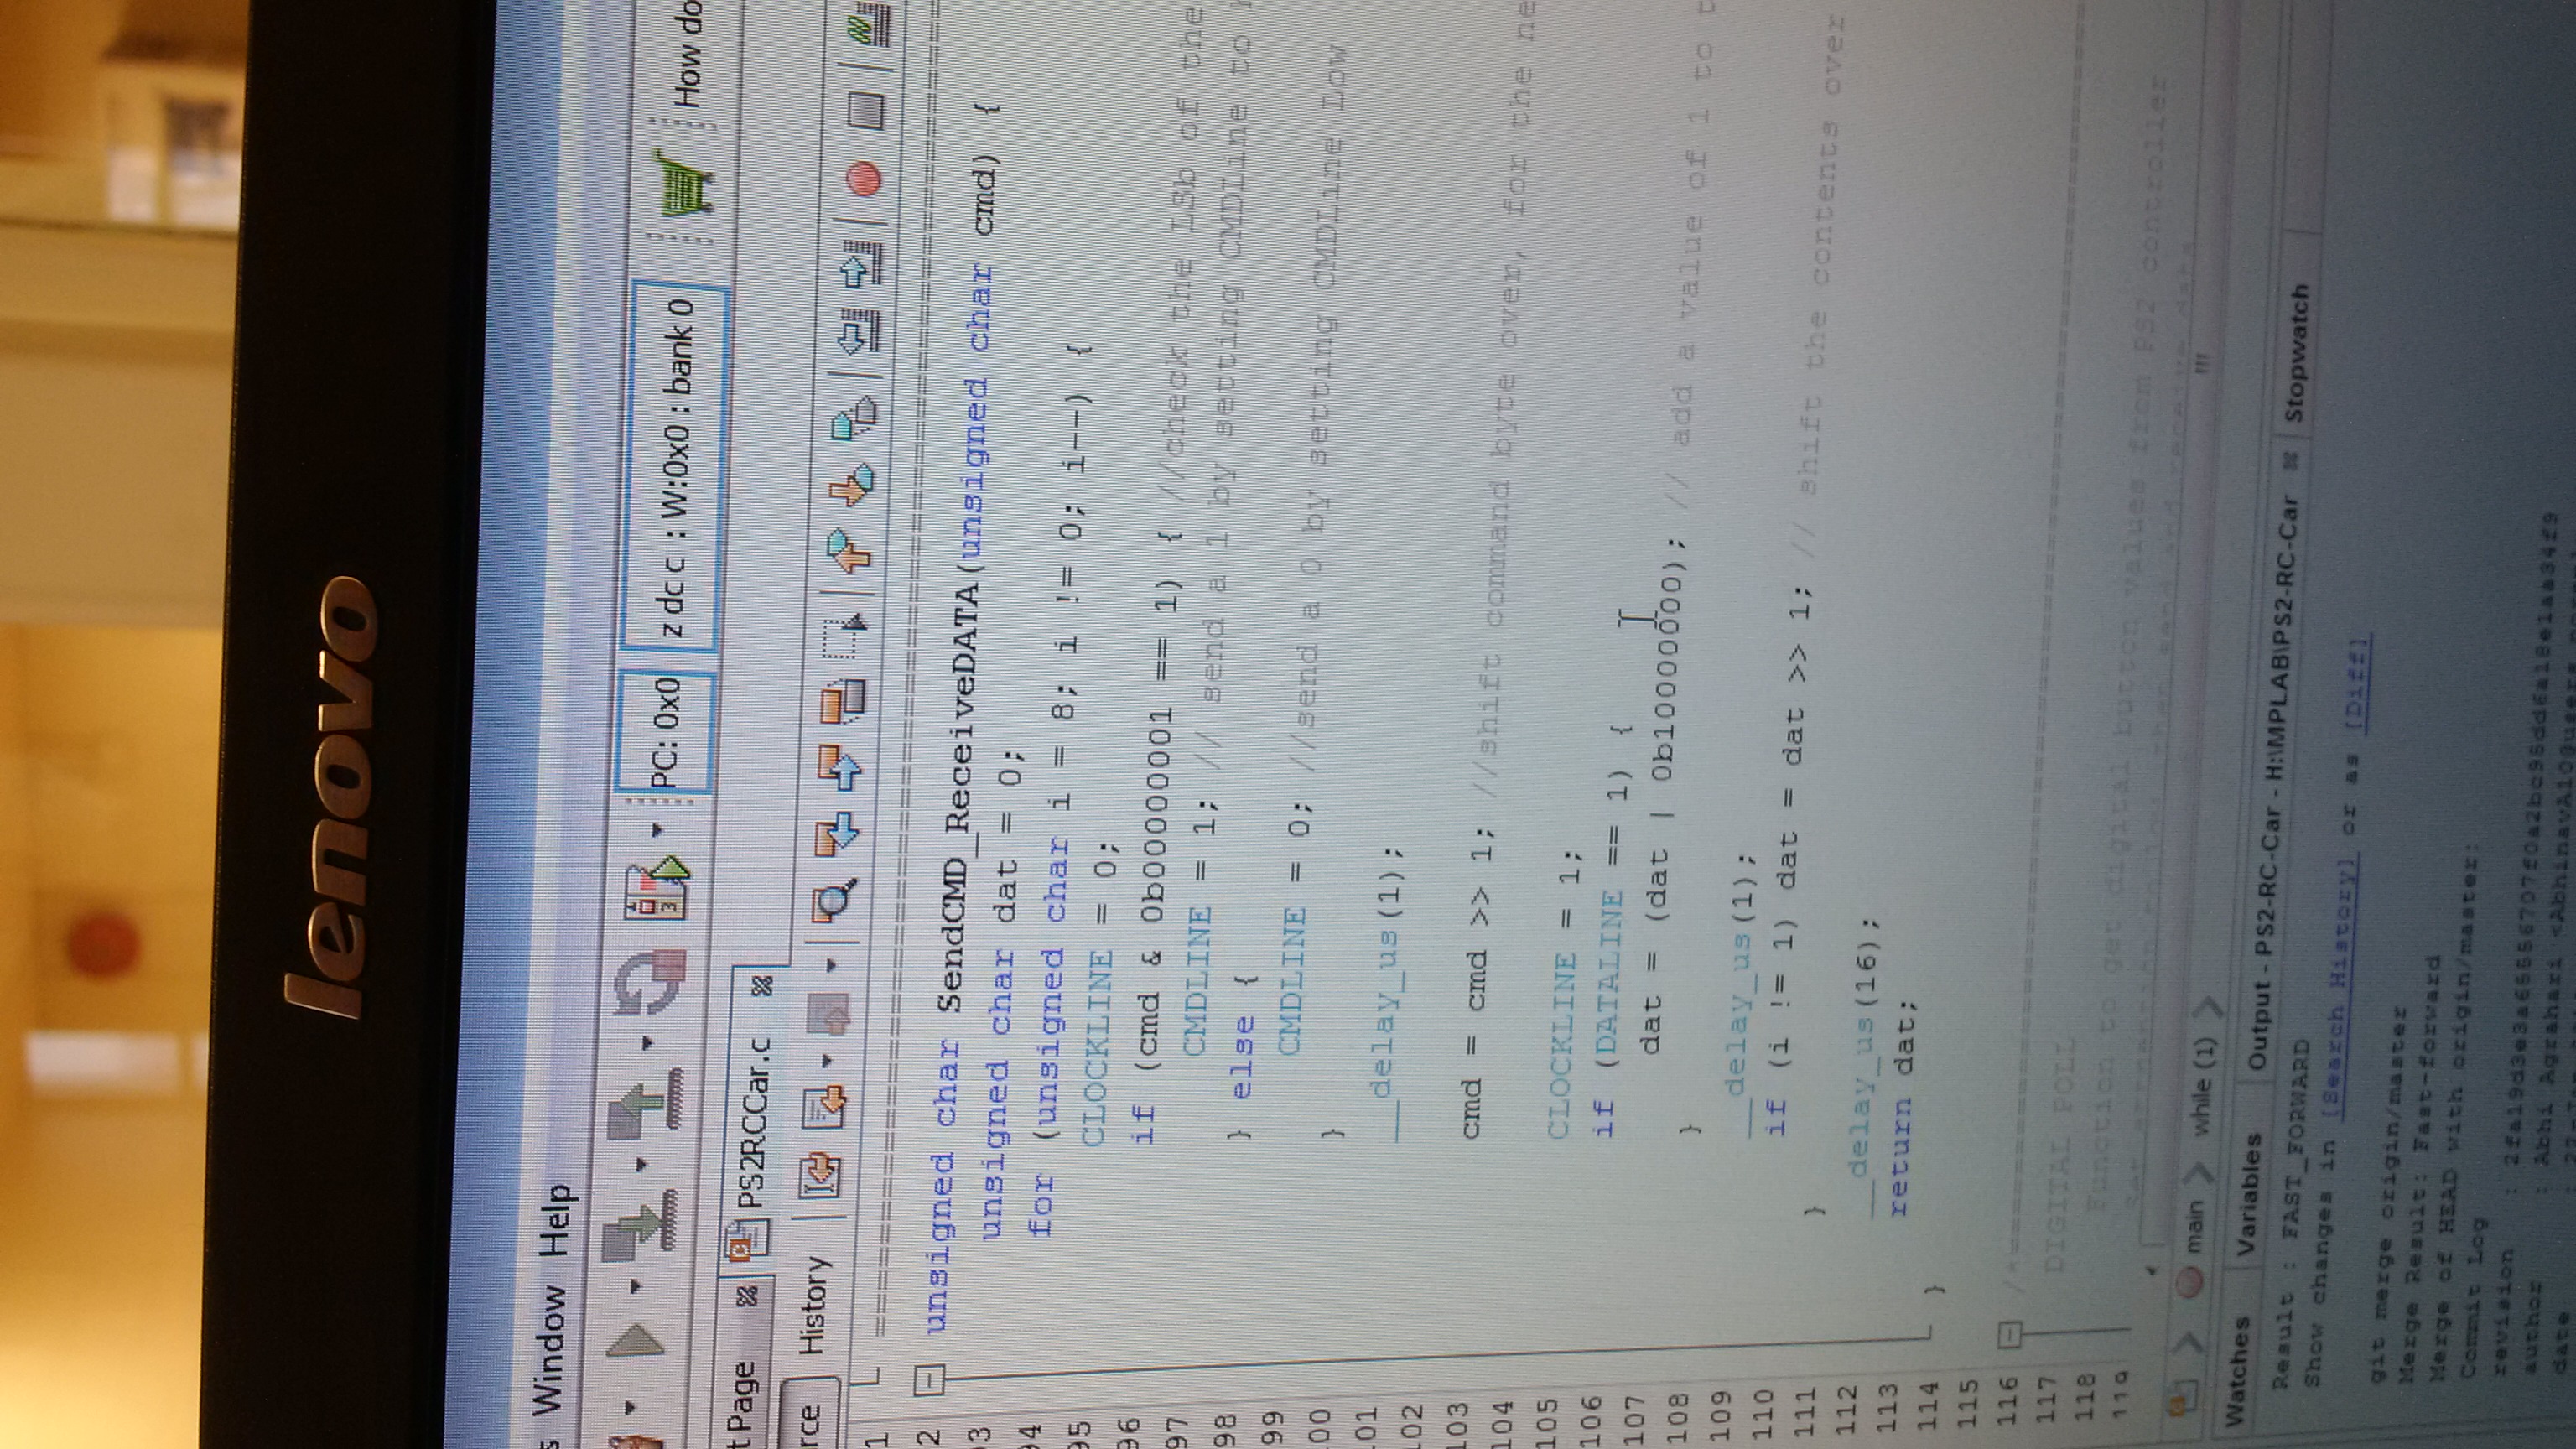 lenovo
s Window Help
PC: 0x0 z dc c : W:0x0 : bank 0 How do
t Page PS2RCCar.c
rce History
1 ==============================================================
2 unsigned char SendCMD_ReceiveDATA(unsigned char cmd) {
93 unsigned char dat = 0;
94 for (unsigned char i = 8; i != 0; i--) {
95 CLOCKLINE = 0;
96 if (cmd & 0b00000001 == 1) { //check the LSb of the
97 CMDLINE = 1; // send a 1 by setting CMDLine to
98 } else {
99 CMDLINE = 0; //send a 0 by setting CMDLine Low
00 }
101 __delay_us(1);
102
103 cmd = cmd >> 1; //shift command byte over, for the ne
104
105 CLOCKLINE = 1;
106 if (DATALINE == 1) {
107 dat = (dat | 0b10000000); // add a value of 1 to t
108 }
109 __delay_us(1);
110 if (i != 1) dat = dat >> 1; // shift the contents over
111 }
112 __delay_us(16);
113 return dat;
114 }
115
116 /*==============================================================
117 DIGITAL POLL
118 Function to get digital button values from PS2 controller
119 Set low, then send and receive data
main while (1)
Watches Variables Output - PS2-RC-Car - H:\MPLAB\PS2-RC-Car Stopwatch
Result : FAST_FORWARD
Show changes in [Search History] or as [Diff]
git merge origin/master
Merge Result: Fast-forward
Merge of HEAD with origin/master:
Commit Log
revision : 2fa19d3e3a65556707f0a2bc95dd6a18e1aa34f9
author : Abhi Agrahari <AbhinavA10@users
date :